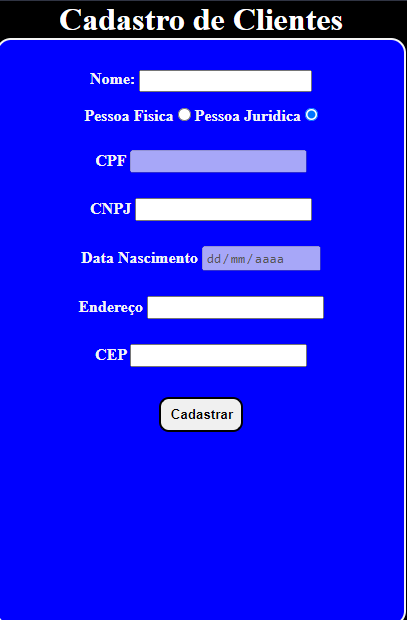 Cadastro de Clientes
Nome:
Pessoa Fisica Pessoa Juridica
CPF
CNPJ
Data Nascimento dd/mm/aaaa
Endereço
CEP
Cadastrar